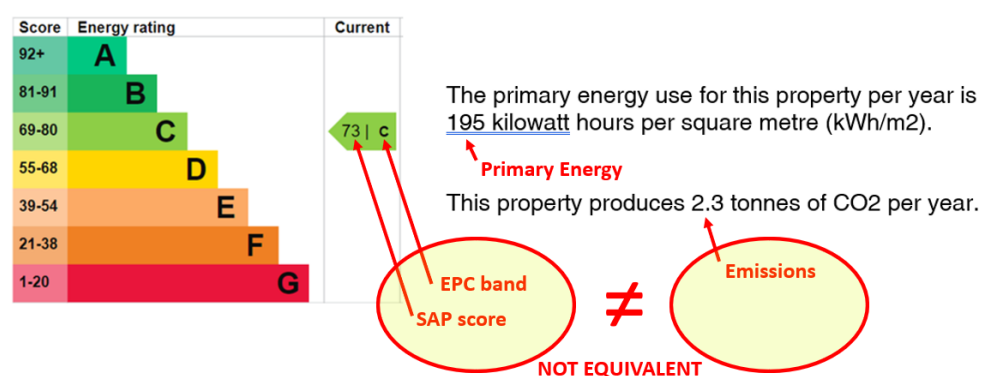 Score Energy rating Current
92+ A
81-91 B
69-80 C 73 | C
55-68 D
39-54 E
21-38 F
1-20 G
The primary energy use for this property per year is
195 kilowatt hours per square metre (kWh/m2).
Primary Energy
This property produces 2.3 tonnes of CO2 per year.
EPC band
SAP score
≠
Emissions
NOT EQUIVALENT